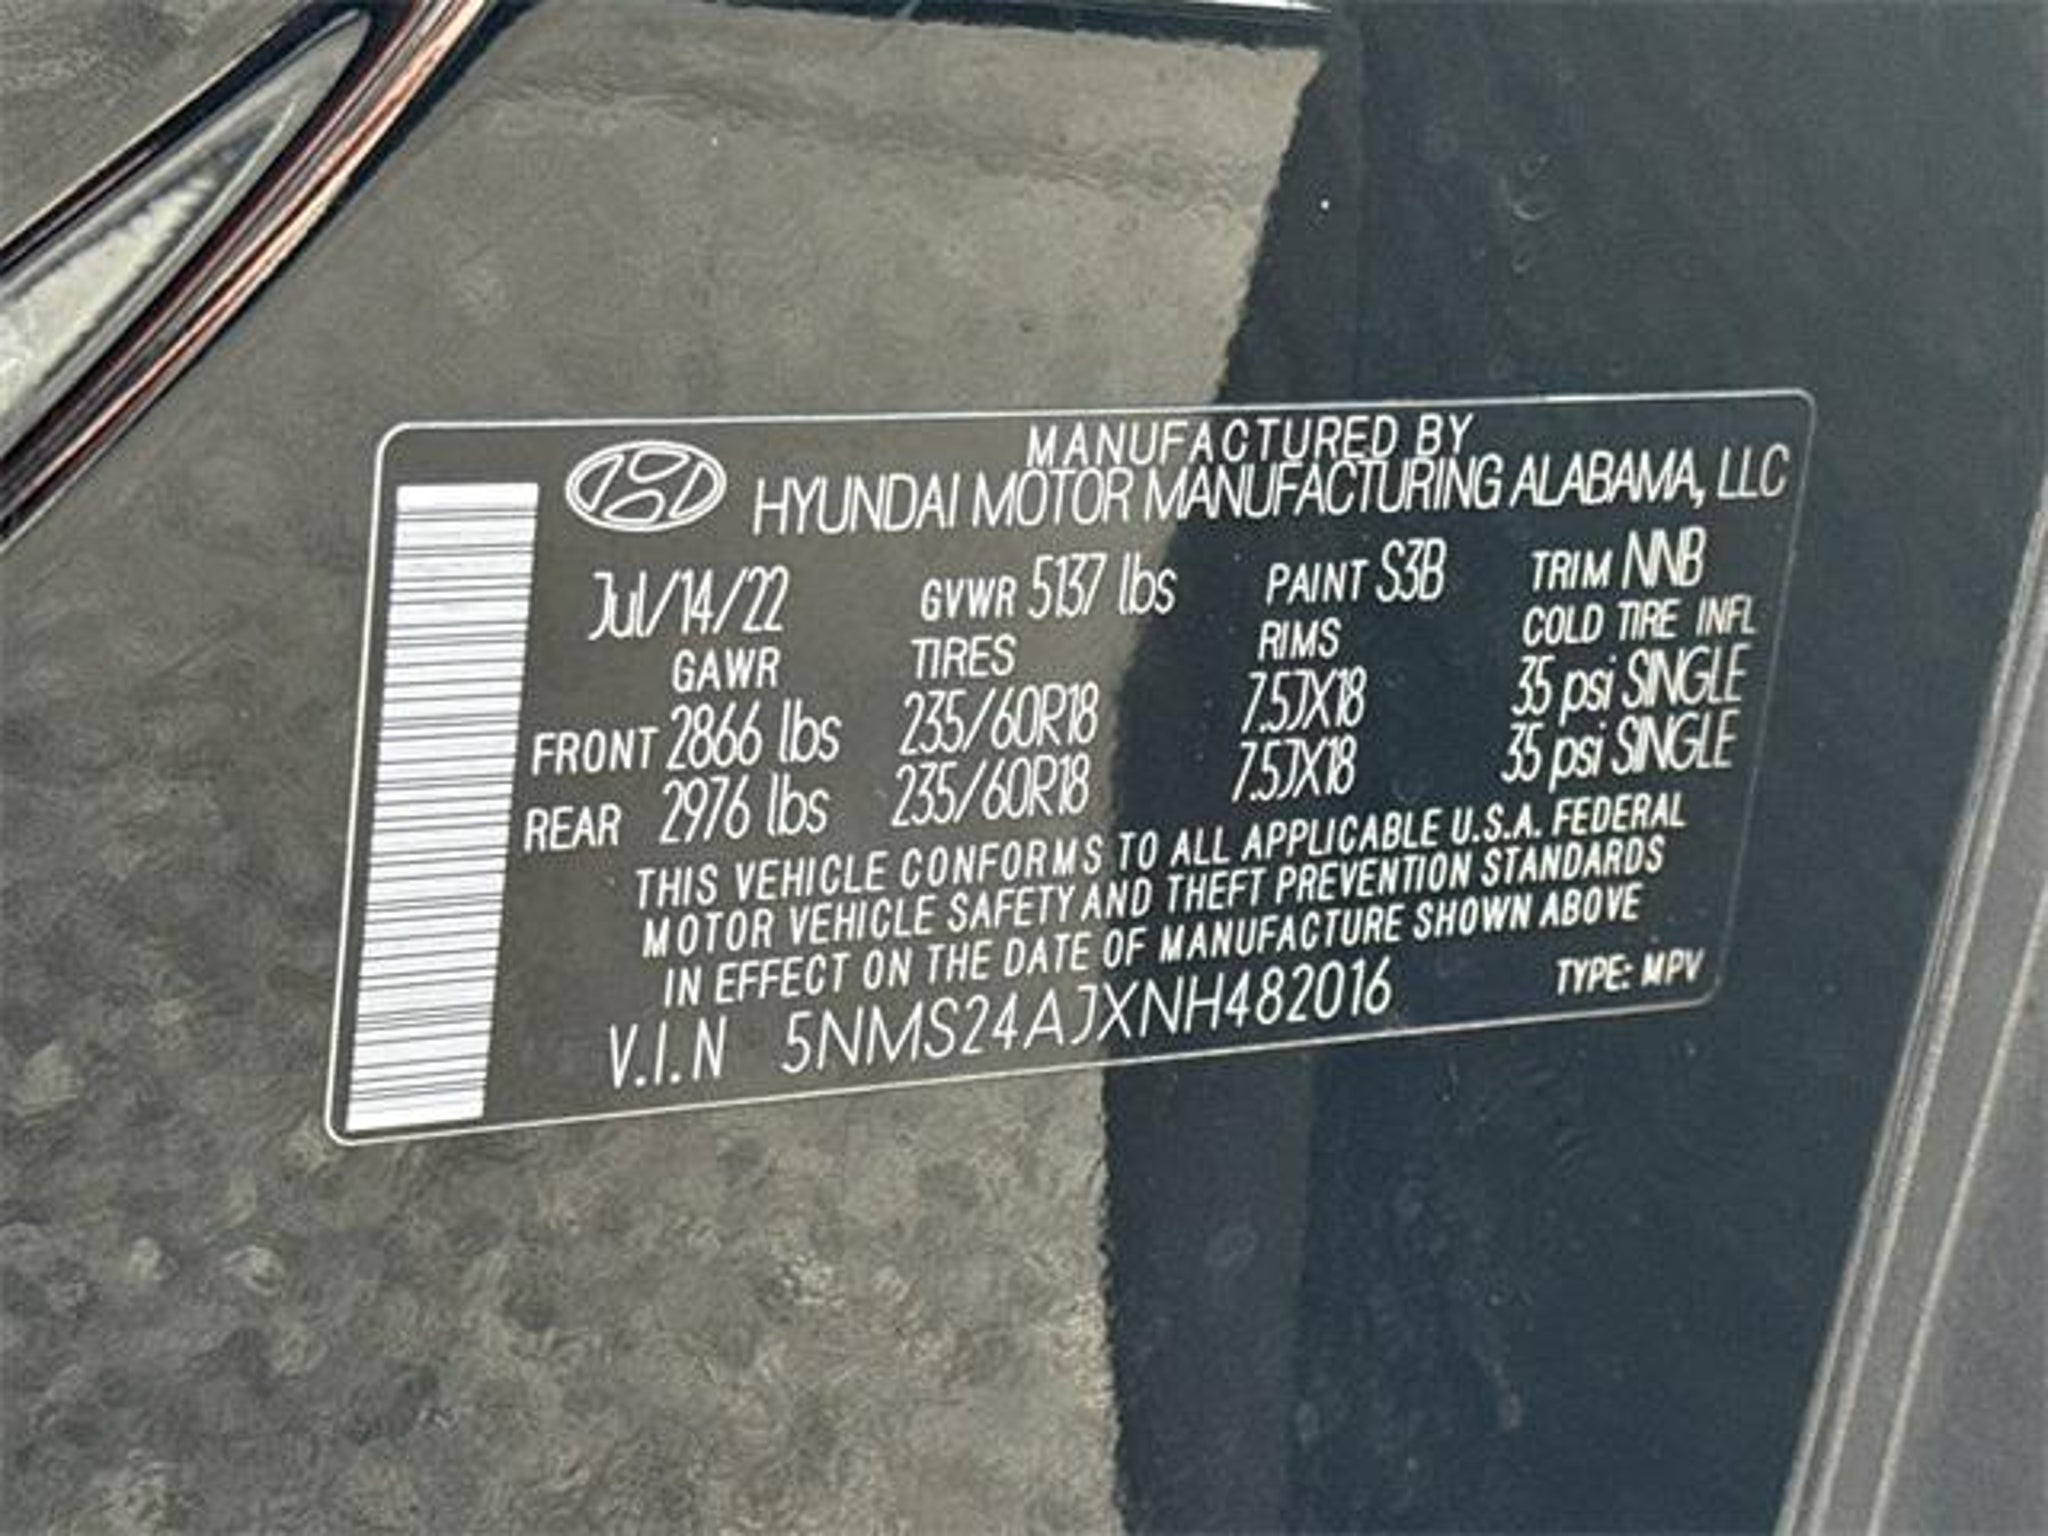 MANUFACTURED BY
HYUNDAI MOTOR MANUFACTURING ALABAMA, LLC
Jul/14/22 GVWR 5137 lbs PAINT S3B TRIM NNB
GAWR TIRES RIMS COLD TIRE INFL
FRONT 2866 lbs 235/60R18 7.5JX18 35 psi SINGLE
REAR 2976 lbs 235/60R18 7.5JX18 35 psi SINGLE
THIS VEHICLE CONFORMS TO ALL APPLICABLE U.S.A. FEDERAL
MOTOR VEHICLE SAFETY AND THEFT PREVENTION STANDARDS
IN EFFECT ON THE DATE OF MANUFACTURE SHOWN ABOVE
V.I.N 5NMS24AJXNH482016 TYPE: MPV